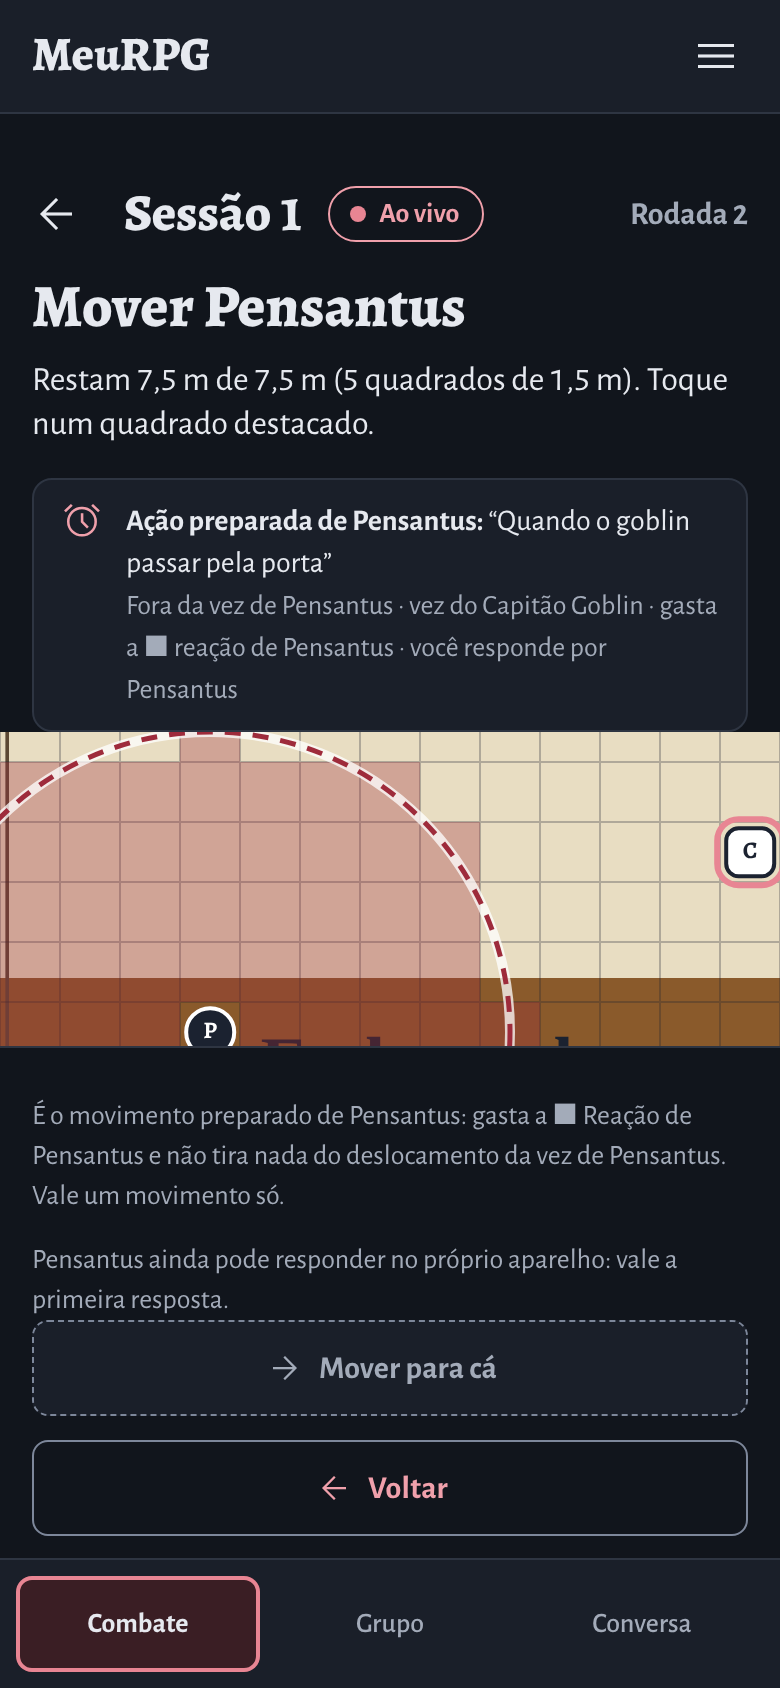 MeuRPG
Sessão 1
Ao vivo
Rodada 2
Mover Pensantus
Restam 7,5 m de 7,5 m (5 quadrados de 1,5 m). Toque
num quadrado destacado.
Ação preparada de Pensantus: “Quando o goblin
passar pela porta”
Fora da vez de Pensantus · vez do Capitão Goblin · gasta
a ■ reação de Pensantus · você responde por
Pensantus
C
P
É o movimento preparado de Pensantus: gasta a ■ Reação de
Pensantus e não tira nada do deslocamento da vez de Pensantus.
Vale um movimento só.
Pensantus ainda pode responder no próprio aparelho: vale a
primeira resposta.
Mover para cá
Voltar
Combate
Grupo
Conversa